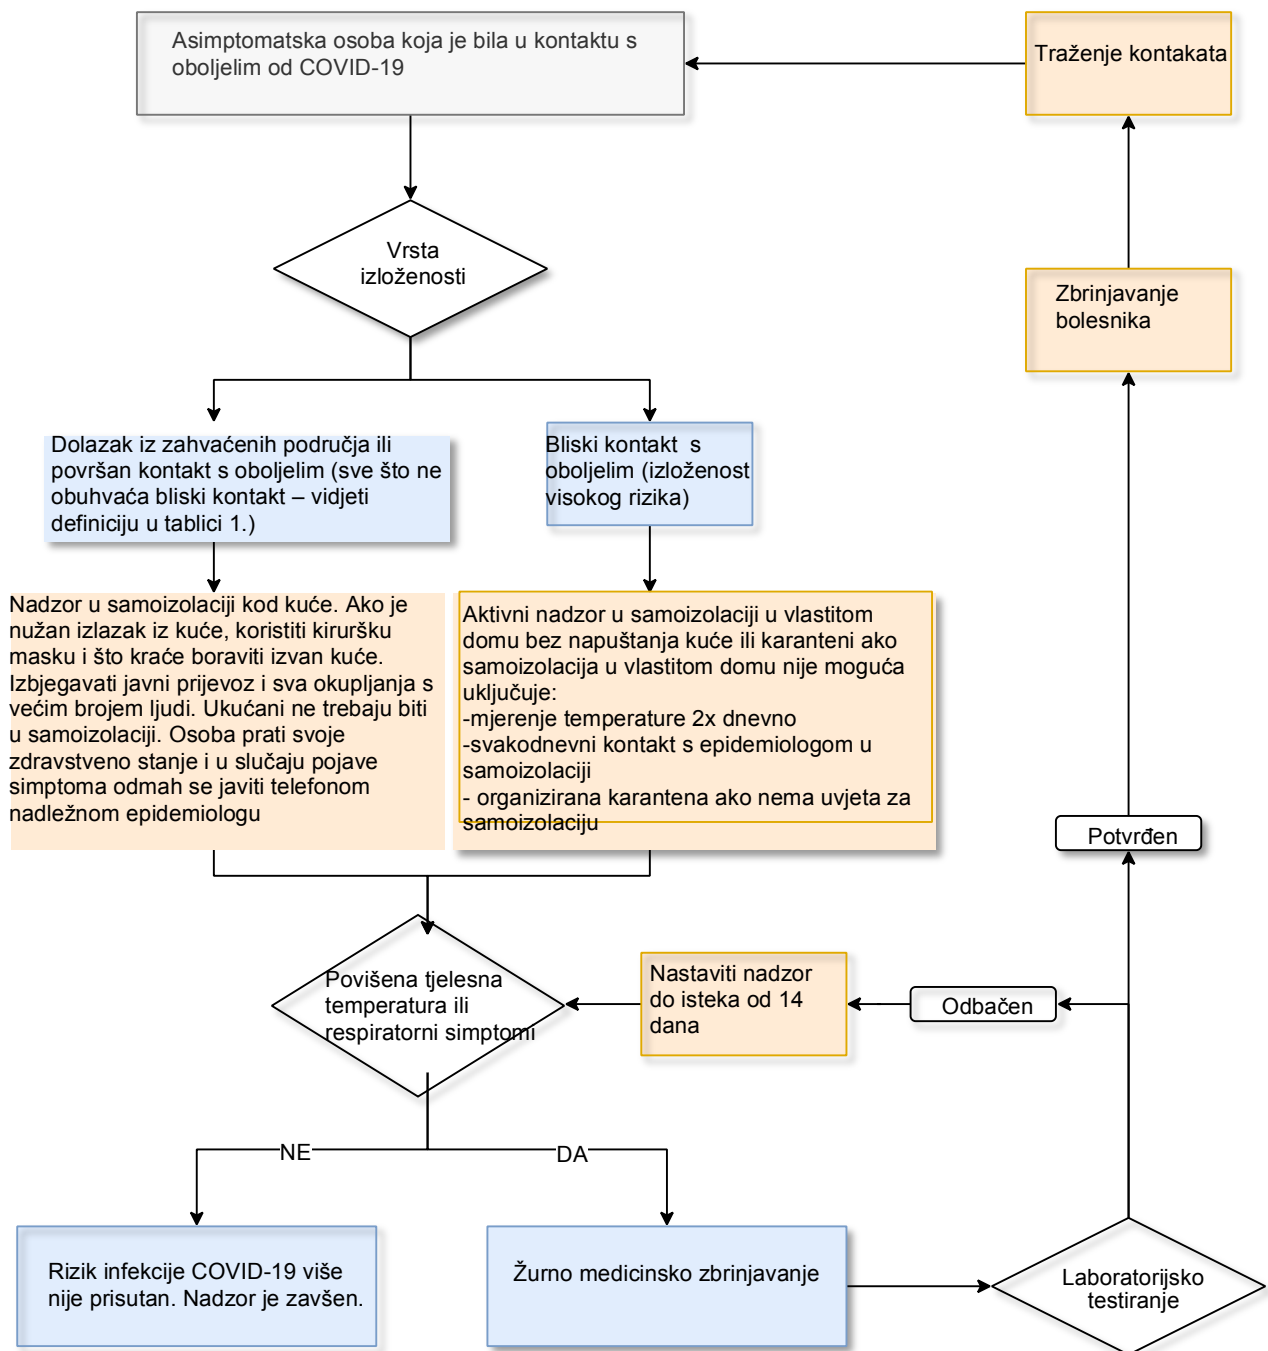 Asimptomatska osoba koja je bila u kontaktu s
oboljelim od COVID-19
Traženje kontakata
Vrsta
izloženosti
Zbrinjavanje
bolesnika
Dolazak iz zahvaćenih područja ili
površan kontakt s oboljelim (sve što ne
obuhvaća bliski kontakt – vidjeti
definiciju u tablici 1.)
Bliski kontakt s
oboljelim (izloženost
visokog rizika)
Nadzor u samoizolaciji kod kuće. Ako je
nužan izlazak iz kuće, koristiti kiruršku
masku i što kraće boraviti izvan kuće.
Izbjegavati javni prijevoz i sva okupljanja s
većim brojem ljudi. Ukućani ne trebaju biti
u samoizolaciji. Osoba prati svoje
zdravstveno stanje i u slučaju pojave
simptoma odmah se javiti telefonom
nadležnom epidemiologu
Aktivni nadzor u samoizolaciji u vlastitom
domu bez napuštanja kuće ili karanteni ako
samoizolacija u vlastitom domu nije moguća
uključuje:
-mjerenje temperature 2x dnevno
-svakodnevni kontakt s epidemiologom u
samoizolaciji
- organizirana karantena ako nema uvjeta za
samoizolaciju
Potvrđen
Povišena tjelesna
temperatura ili
respiratorni simptomi
Nastaviti nadzor
do isteka od 14
dana
Odbačen
NE
DA
Rizik infekcije COVID-19 više
nije prisutan. Nadzor je zavšen.
Žurno medicinsko zbrinjavanje
Laboratorijsko
testiranje